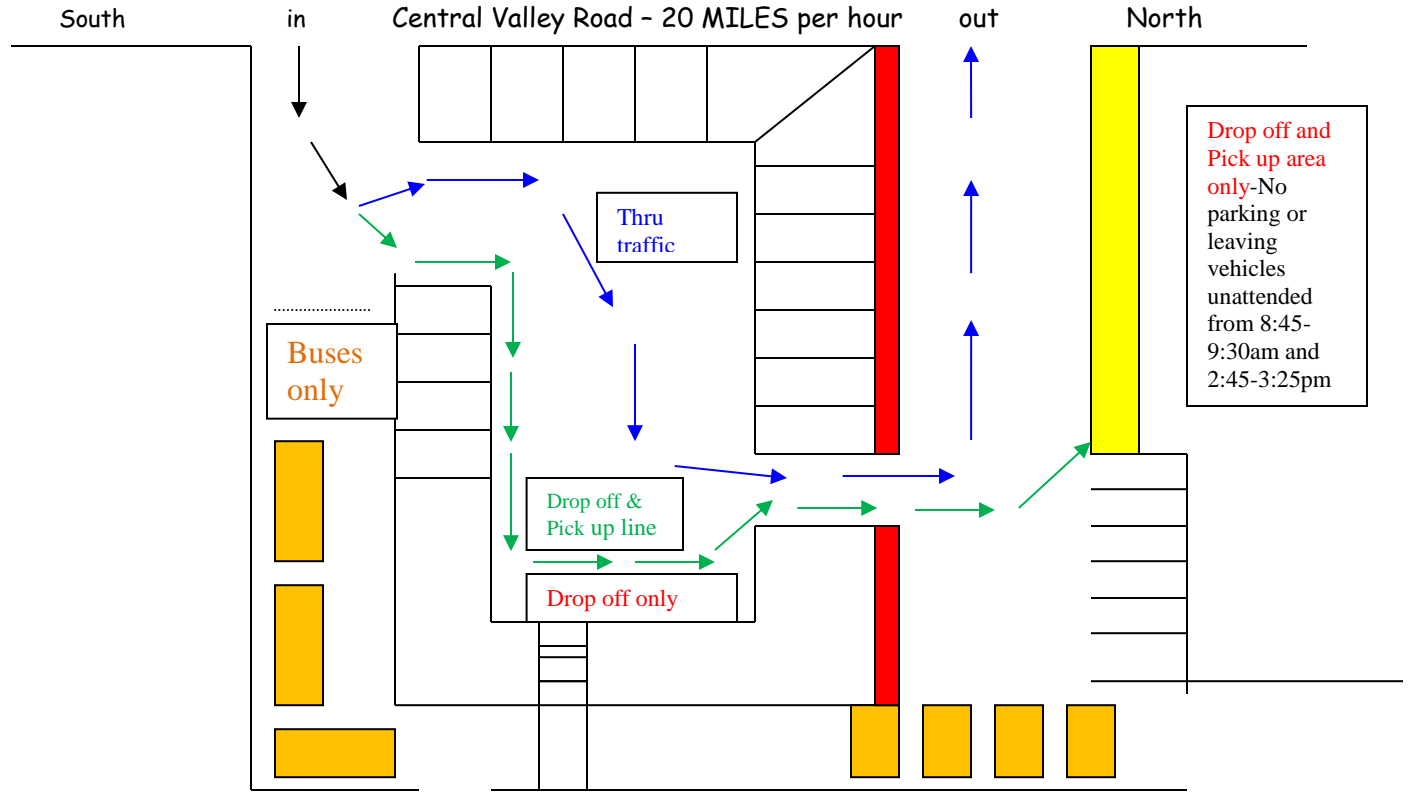 South in Central Valley Road – 20 MILES per hour out North
Drop off and
Pick up area
only-No
parking or
leaving
vehicles
unattended
from 8:45-
9:30am and
2:45-3:25pm
Thru
traffic
Buses
only
Drop off &
Pick up line
Drop off only